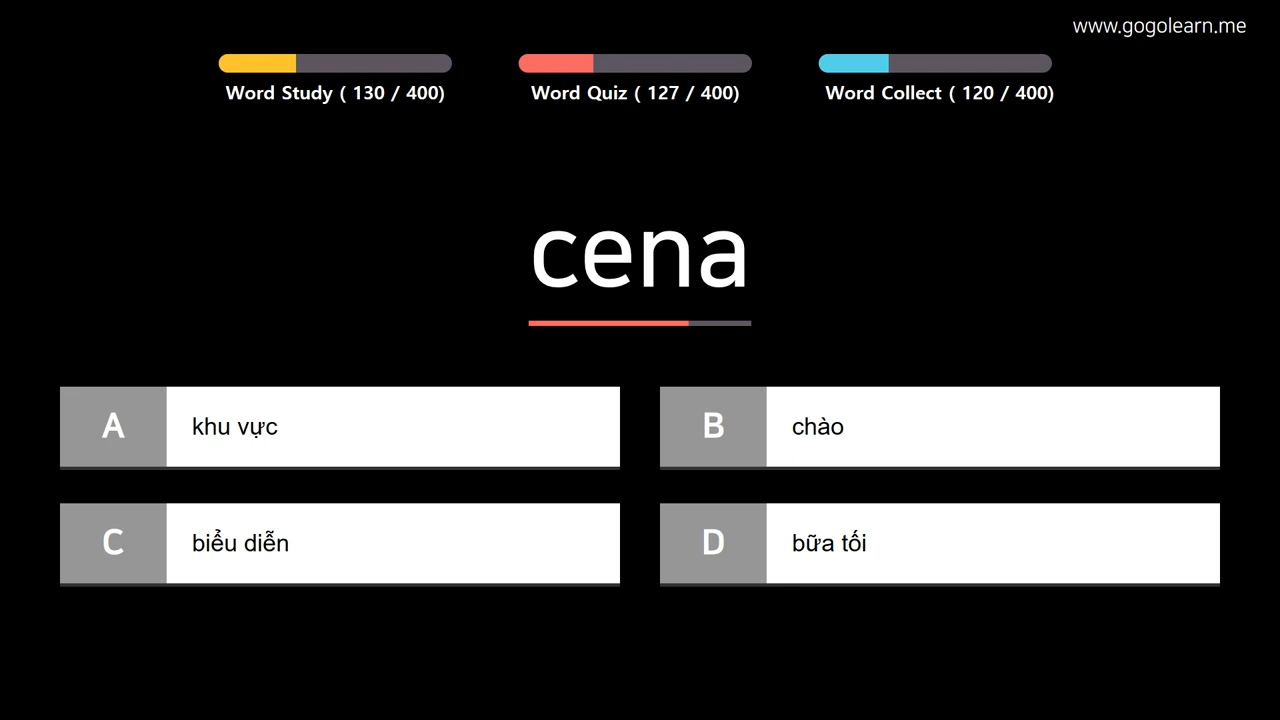 www.gogolearn.me
Word Study ( 130 / 400)
Word Quiz ( 127 / 400)
Word Collect ( 120 / 400)
cena
A khu vực
B chào
C biểu diễn
D bữa tối